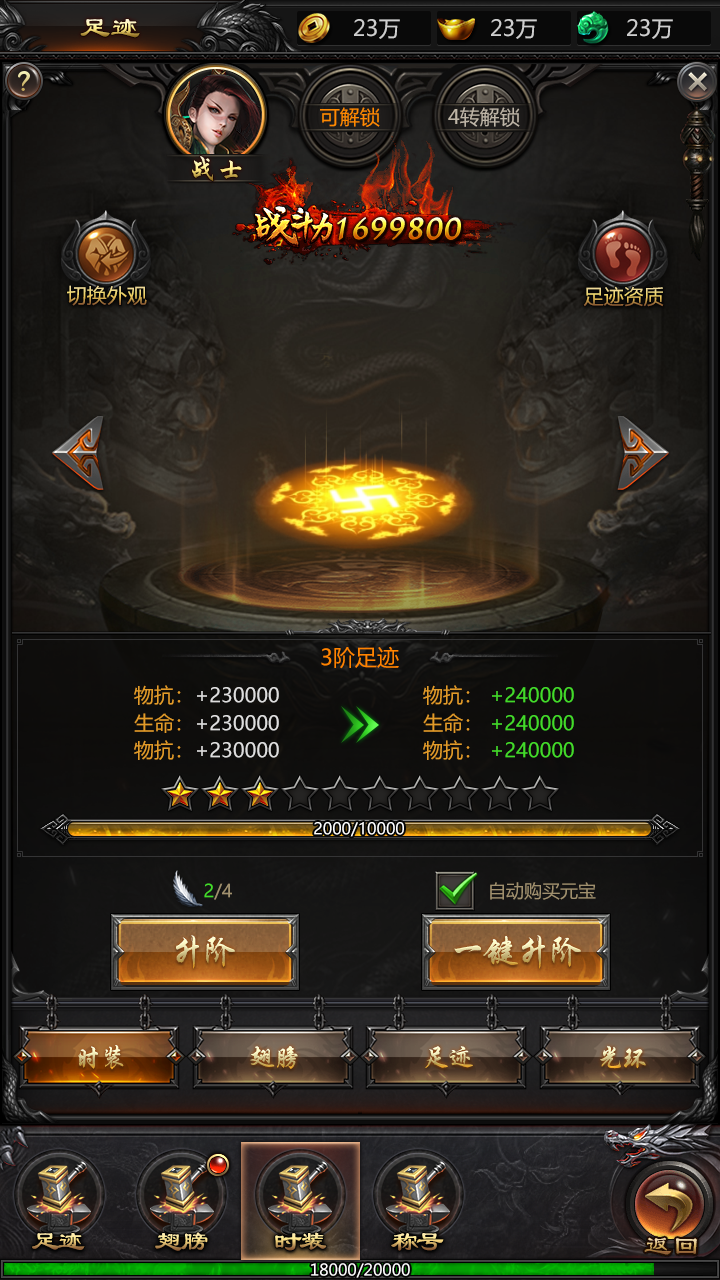 足迹 23万 23万 23万
?
可解锁 4转解锁
战士
战斗力1699800
切换外观 足迹资质
3阶足迹
物抗： +230000 物抗： +240000
生命： +230000 生命： +240000
物抗： +230000 物抗： +240000
2000/10000
2/4 自动购买元宝
升阶 一键升阶
时装 翅膀 足迹 光环
足迹 翅膀 时装 称号 返回
18000/20000